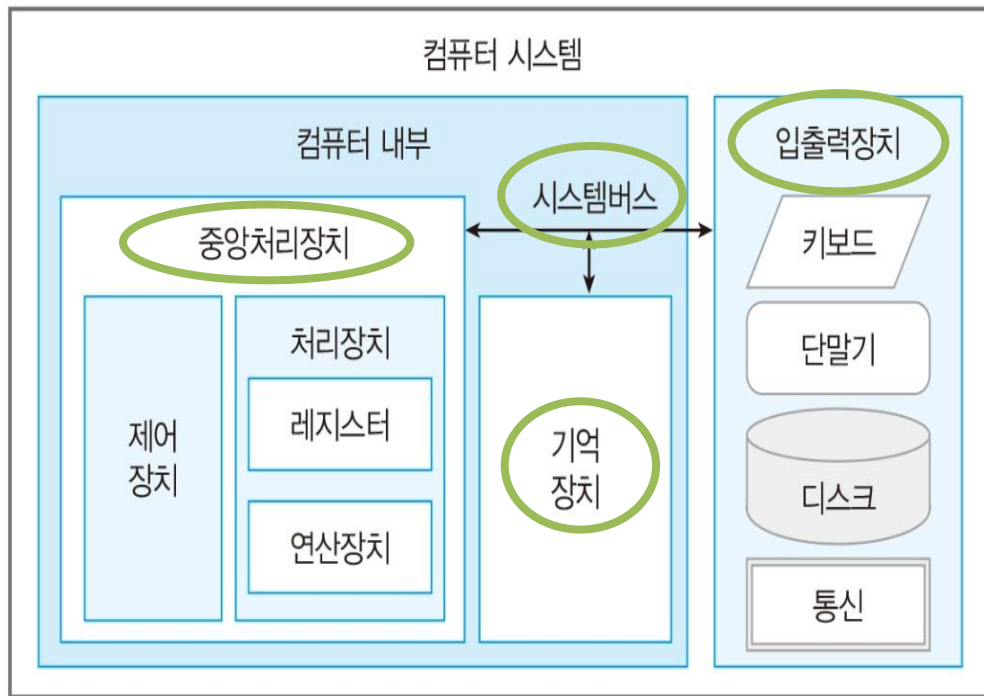 컴퓨터 시스템
컴퓨터 내부
시스템버스
중앙처리장치
제어
장치
처리장치
레지스터
연산장치
기억
장치
입출력장치
키보드
단말기
디스크
통신